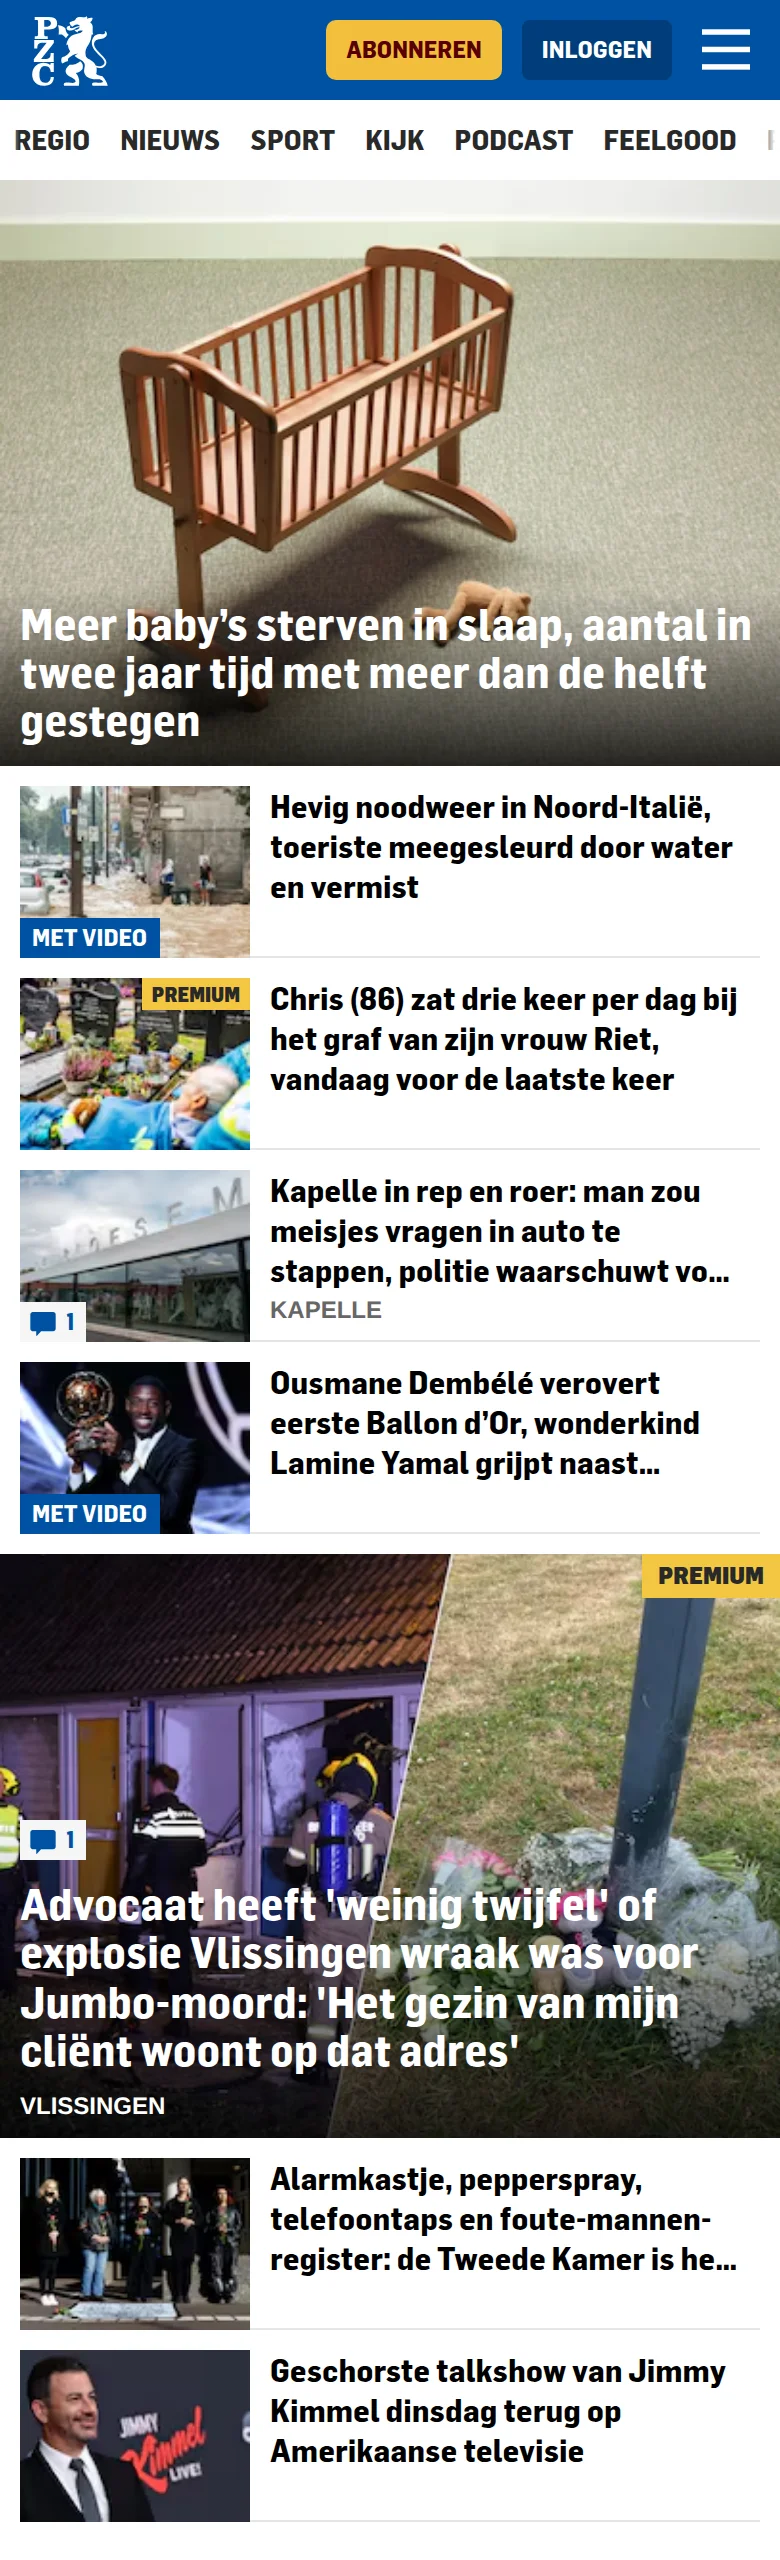 P
Z
C
ABONNEREN
INLOGGEN
REGIO NIEUWS SPORT KIJK PODCAST FEELGOOD
Meer baby’s sterven in slaap, aantal in
twee jaar tijd met meer dan de helft
gestegen
MET VIDEO
Hevig noodweer in Noord-Italië,
toeriste meegesleurd door water
en vermist
PREMIUM
Chris (86) zat drie keer per dag bij
het graf van zijn vrouw Riet,
vandaag voor de laatste keer
1
Kapelle in rep en roer: man zou
meisjes vragen in auto te
stappen, politie waarschuwt vo...
KAPELLE
MET VIDEO
Ousmane Dembélé verovert
eerste Ballon d’Or, wonderkind
Lamine Yamal grijpt naast...
PREMIUM
1
Advocaat heeft 'weinig twijfel' of
explosie Vlissingen wraak was voor
Jumbo-moord: 'Het gezin van mijn
cliënt woont op dat adres'
VLISSINGEN
Alarmkastje, pepperspray,
telefoontaps en foute-mannen-
register: de Tweede Kamer is he...
JIMMY
Kimmel
LIVE!
Geschorste talkshow van Jimmy
Kimmel dinsdag terug op
Amerikaanse televisie